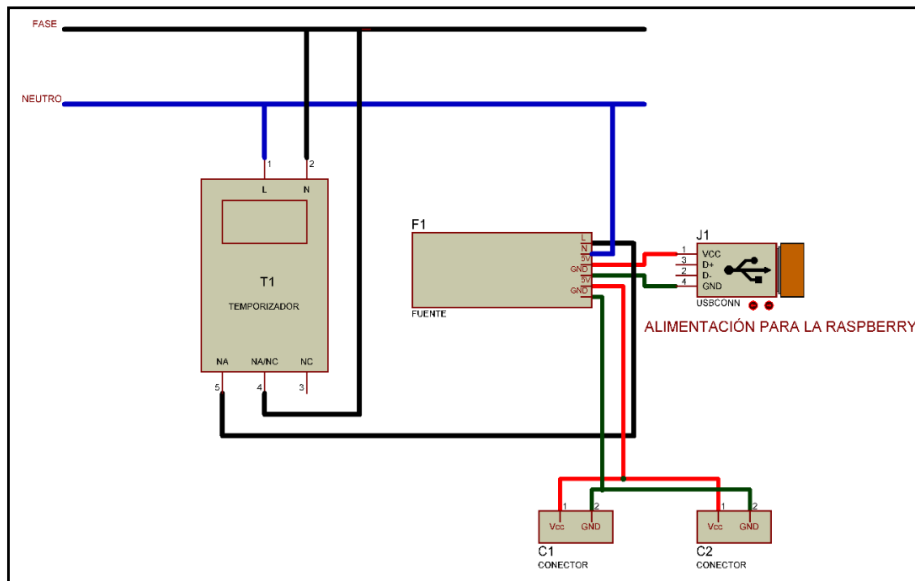 FASE
NEUTRO
1 2
L N
T1
TEMPORIZADOR
NA NA/NC NC
5 4 3
F1
L
N
5V
GND
5V
GND
FUENTE
J1
1 VCC
3 D+
2 D-
4 GND
USBCONN
ALIMENTACIÓN PARA LA RASPBERRY
1 2
Vcc GND
C1
CONECTOR
1 2
Vcc GND
C2
CONECTOR